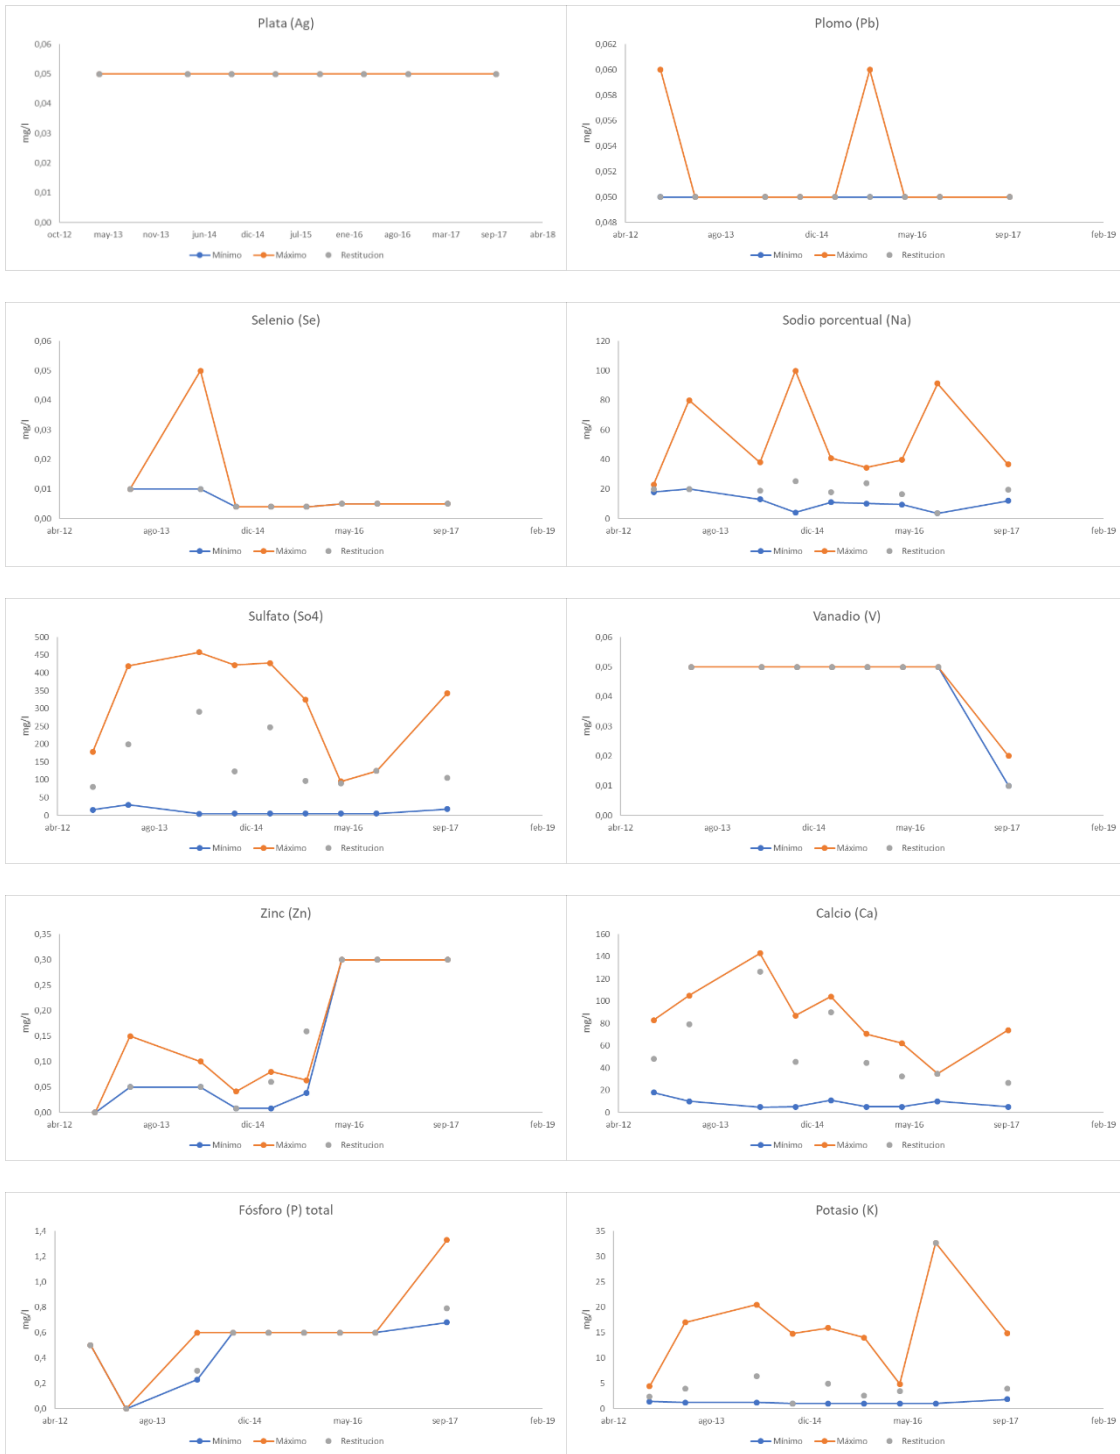 Plata (Ag)
0,06
0,05
0,04
0,03
0,02
0,01
0,00
mg/l
oct-12 may-13 nov-13 jun-14 dic-14 jul-15 ene-16 ago-16 mar-17 sep-17 abr-18
Mínimo Máximo Restitucion
Plomo (Pb)
0,062
0,060
0,058
0,056
0,054
0,052
0,050
0,048
mg/l
abr-12 ago-13 dic-14 may-16 sep-17 feb-19
Mínimo Máximo Restitucion
Selenio (Se)
0,06
0,05
0,04
0,03
0,02
0,01
0,00
mg/l
abr-12 ago-13 dic-14 may-16 sep-17 feb-19
Mínimo Máximo Restitucion
Sodio porcentual (Na)
120
100
80
60
40
20
0
mg/l
abr-12 ago-13 dic-14 may-16 sep-17 feb-19
Mínimo Máximo Restitucion
Sulfato (So4)
500
450
400
350
300
250
200
150
100
50
0
mg/l
abr-12 ago-13 dic-14 may-16 sep-17 feb-19
Mínimo Máximo Restitucion
Vanadio (V)
0,06
0,05
0,04
0,03
0,02
0,01
0,00
mg/l
abr-12 ago-13 dic-14 may-16 sep-17 feb-19
Mínimo Máximo Restitucion
Zinc (Zn)
0,35
0,30
0,25
0,20
0,15
0,10
0,05
0,00
mg/l
abr-12 ago-13 dic-14 may-16 sep-17 feb-19
Mínimo Máximo Restitucion
Calcio (Ca)
160
140
120
100
80
60
40
20
0
mg/l
abr-12 ago-13 dic-14 may-16 sep-17 feb-19
Mínimo Máximo Restitucion
Fósforo (P) total
1,4
1,2
1,0
0,8
0,6
0,4
0,2
0,0
mg/l
abr-12 ago-13 dic-14 may-16 sep-17 feb-19
Mínimo Máximo Restitucion
Potasio (K)
35
30
25
20
15
10
5
0
mg/l
abr-12 ago-13 dic-14 may-16 sep-17 feb-19
Mínimo Máximo Restitucion